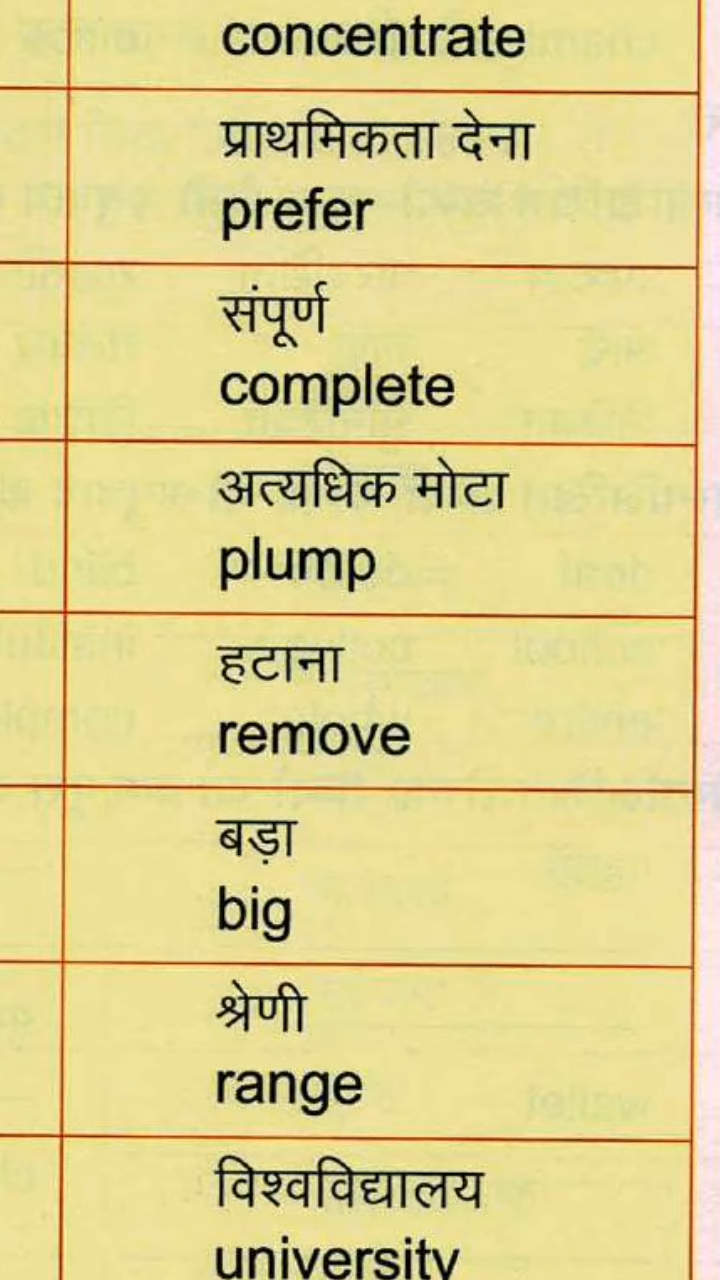 concentrate
प्राथमिकता देना
prefer
संपूर्ण
complete
अत्यधिक मोटा
plump
हटाना
remove
बड़ा
big
श्रेणी
range
विश्वविद्यालय
university